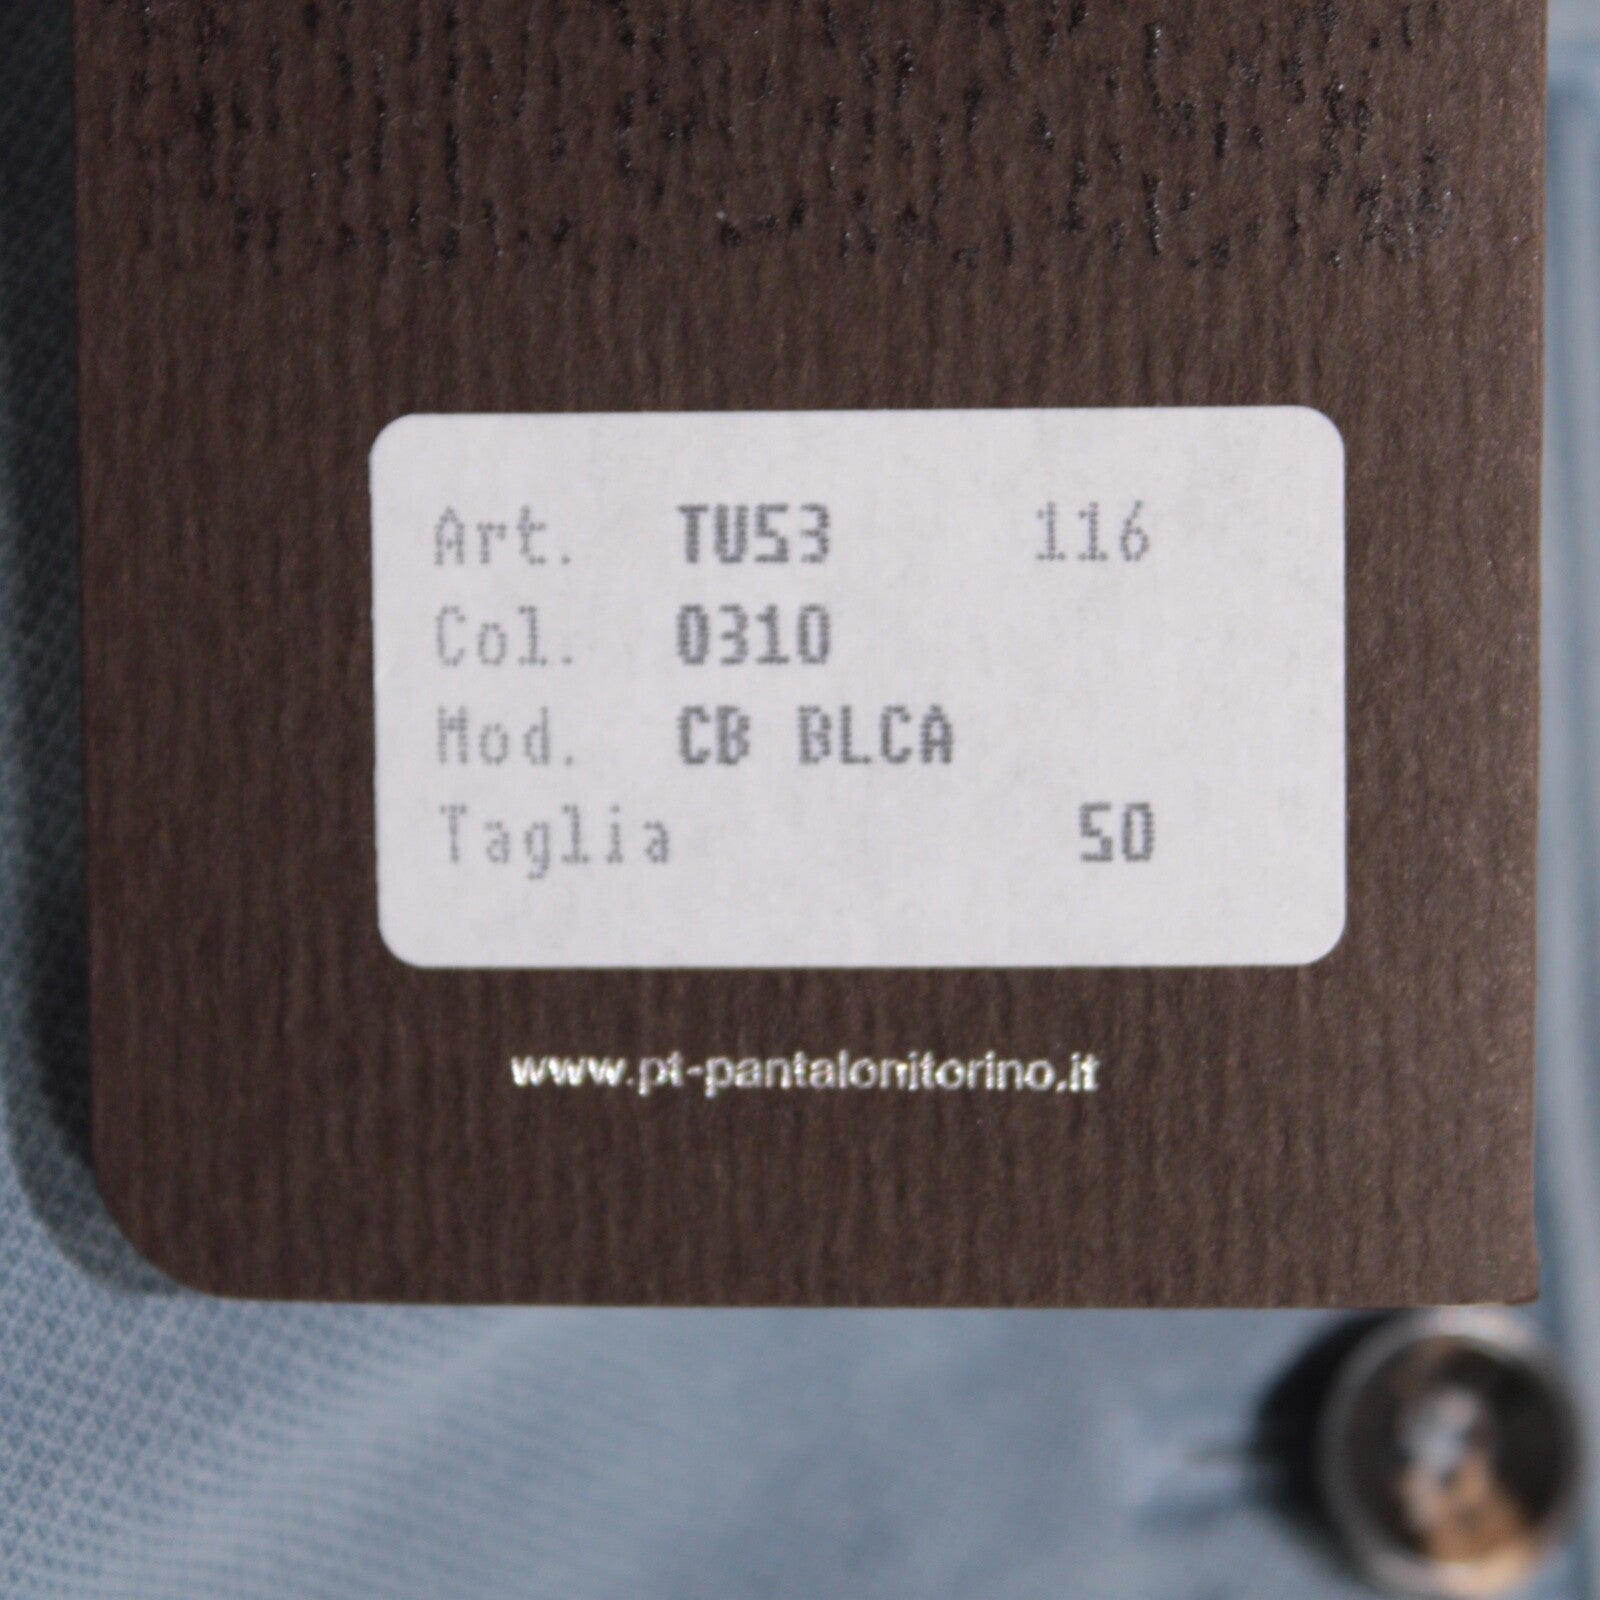 Art. TU53 116
Col. 0310
Mod. CB BLCA
Taglia 50
www.pt-pantalonitorino.it